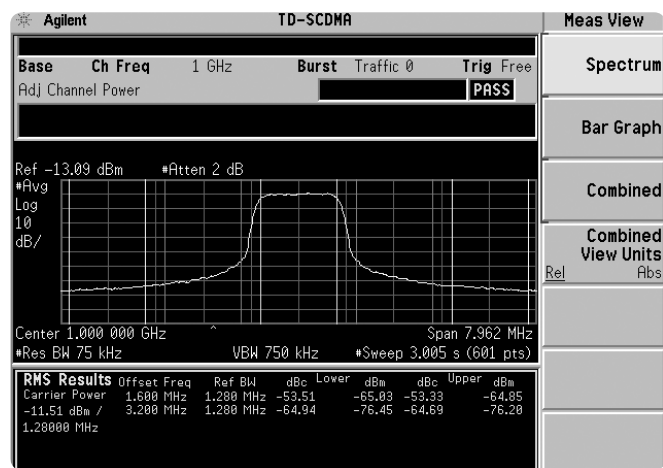 Agilent TD-SCDMA Meas View
Base Ch Freq 1 GHz Burst Traffic 0 Trig Free
Adj Channel Power PASS
Spectrum
Bar Graph
Combined
Combined
View Units
Rel Abs
Ref -13.09 dBm #Atten 2 dB
#Avg
Log
10
dB/
Center 1.000 000 GHz ^ Span 7.962 MHz
#Res BW 75 kHz VBW 750 kHz #Sweep 3.005 s (601 pts)
RMS Results Offset Freq Ref BW dBc Lower dBm dBc Upper dBm
Carrier Power 1.600 MHz 1.280 MHz -53.51 -65.03 -53.33 -64.85
-11.51 dBm / 3.200 MHz 1.280 MHz -64.94 -76.45 -64.69 -76.20
1.28000 MHz